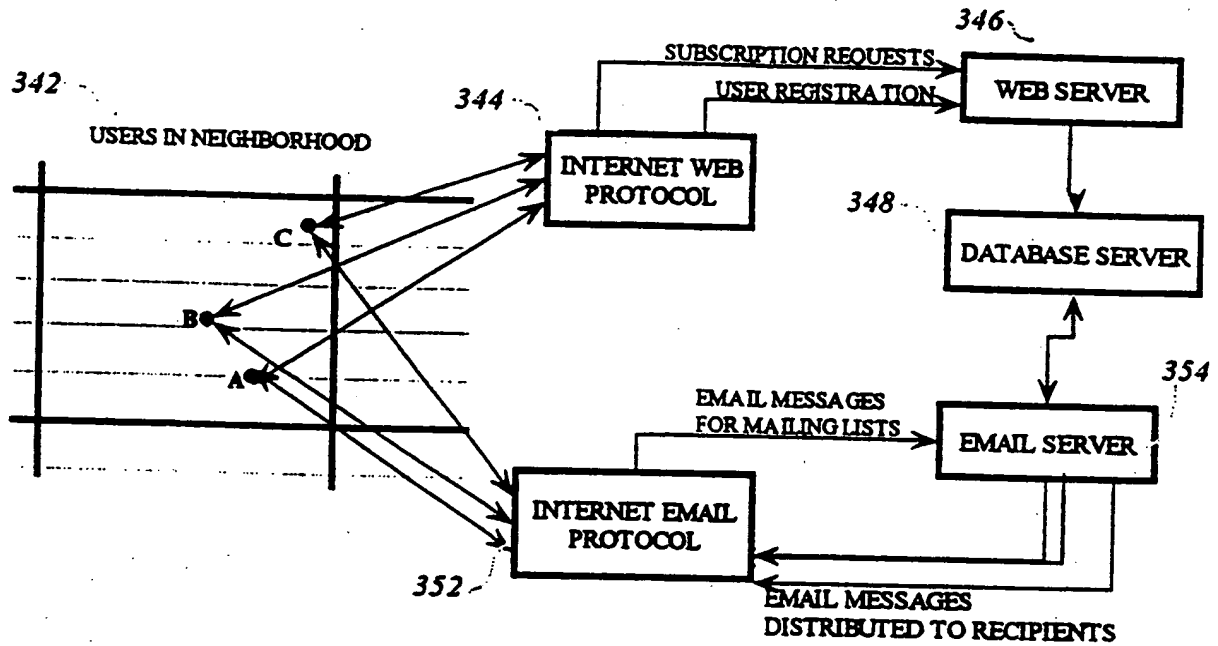 346
SUBSCRIPTION REQUESTS
342
WEB SERVER
344
USER REGISTRATION
USERS IN NEIGHBORHOOD
INTERNET WEB
PROTOCOL
348
C
DATABASE SERVER
B
A
354
EMAIL MESSAGES
FOR MAILING LISTS
EMAIL SERVER
INTERNET EMAIL
PROTOCOL
352
EMAIL MESSAGES
DISTRIBUTED TO RECIPIENTS